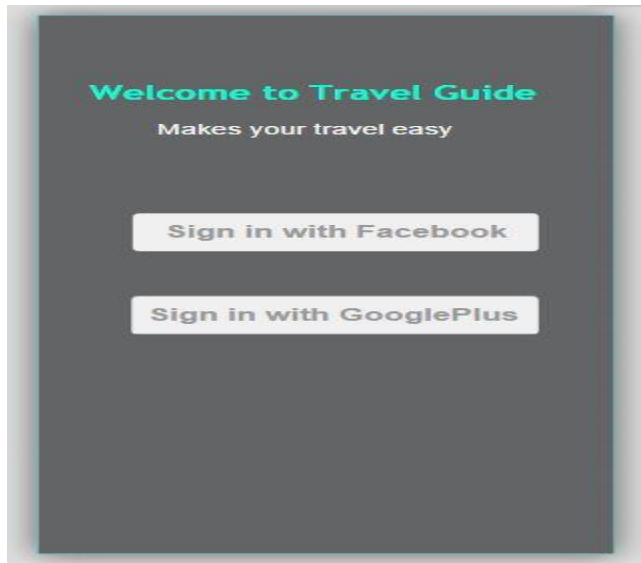 Welcome to Travel Guide
Makes your travel easy
Sign in with Facebook
Sign in with GooglePlus